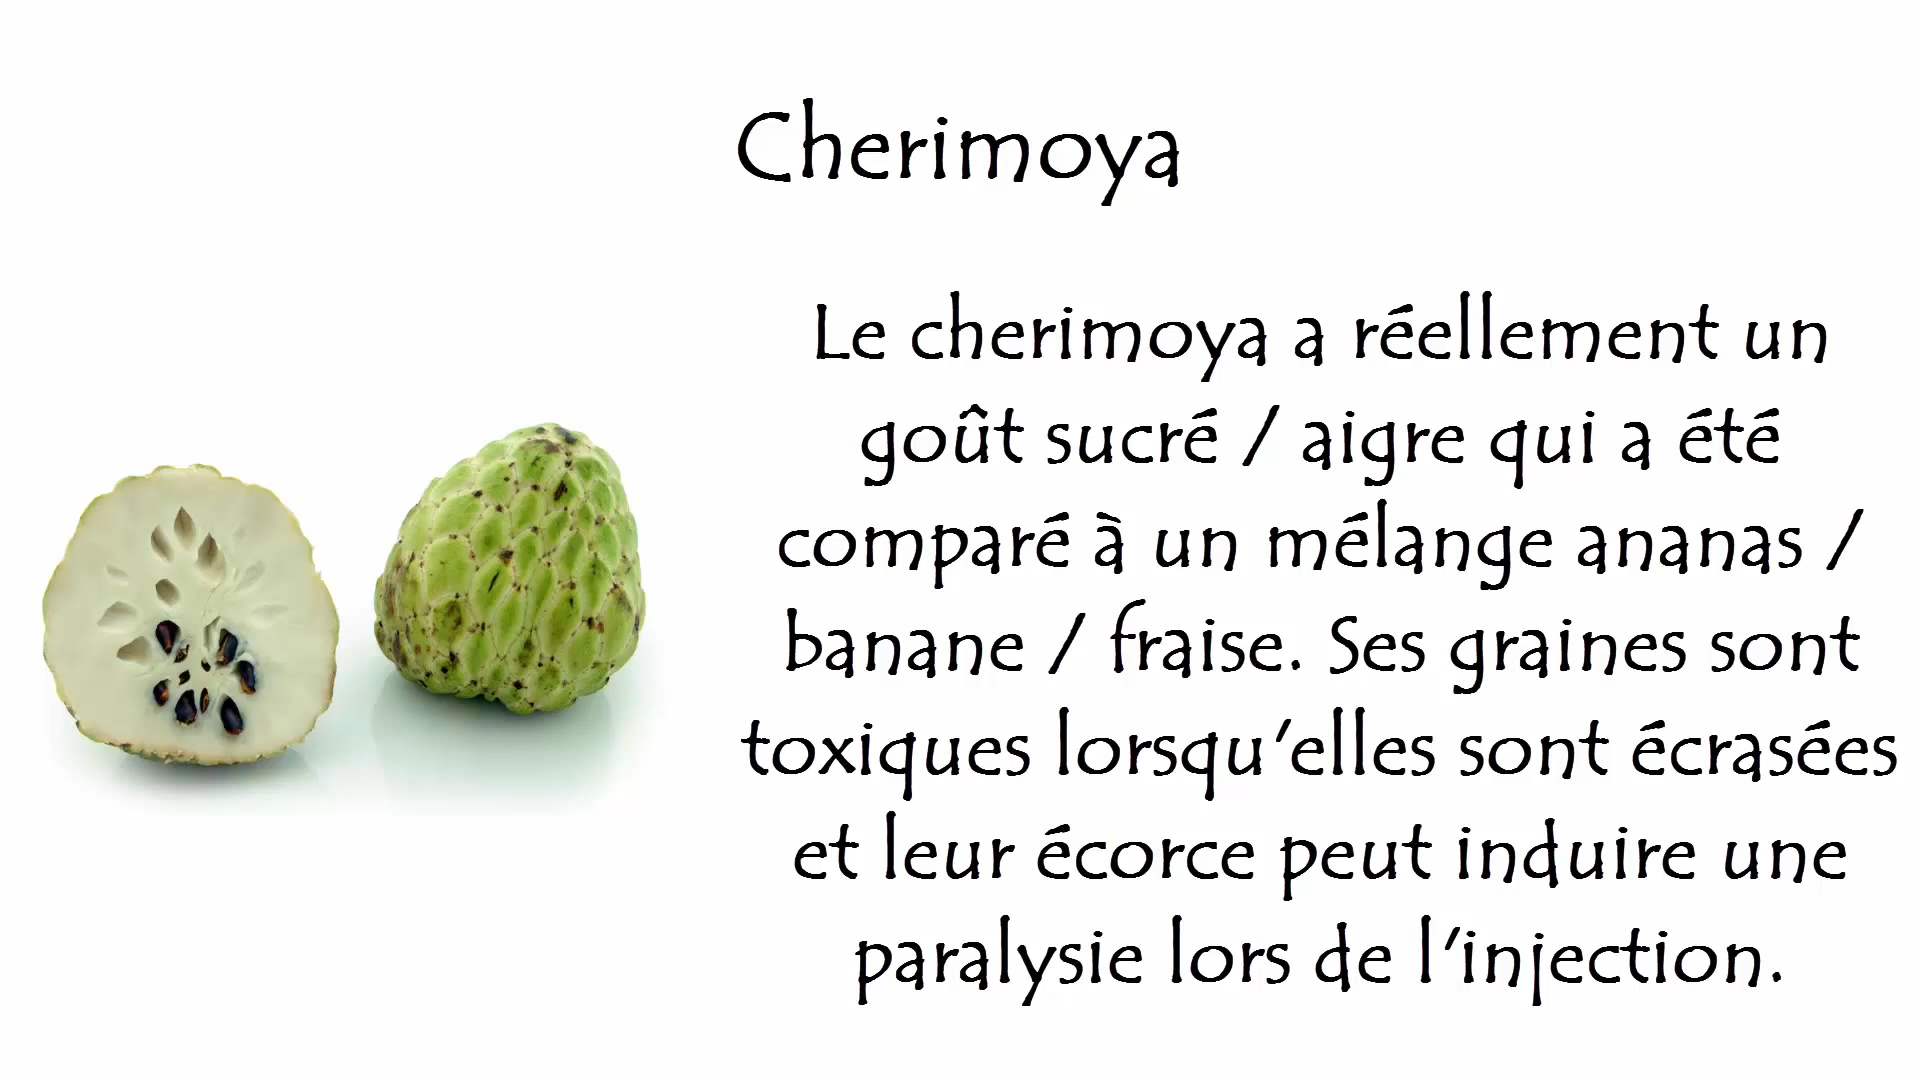 Cherimoya
Le cherimoya a réellement un
goût sucré / aigre qui a été
comparé à un mélange ananas /
banane / fraise. Ses graines sont
toxiques lorsqu'elles sont écrasées
et leur écorce peut induire une
paralysie lors de l'injection.